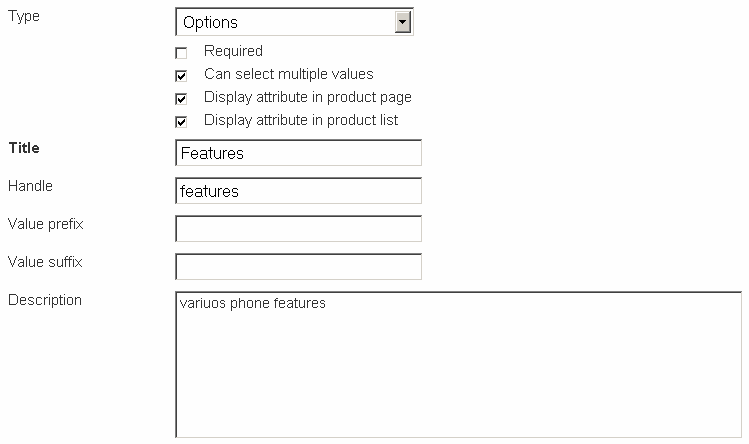 Type Options
Required
Can select multiple values
Display attribute in product page
Display attribute in product list
Title Features
Handle features
Value prefix
Value suffix
Description variuos phone features